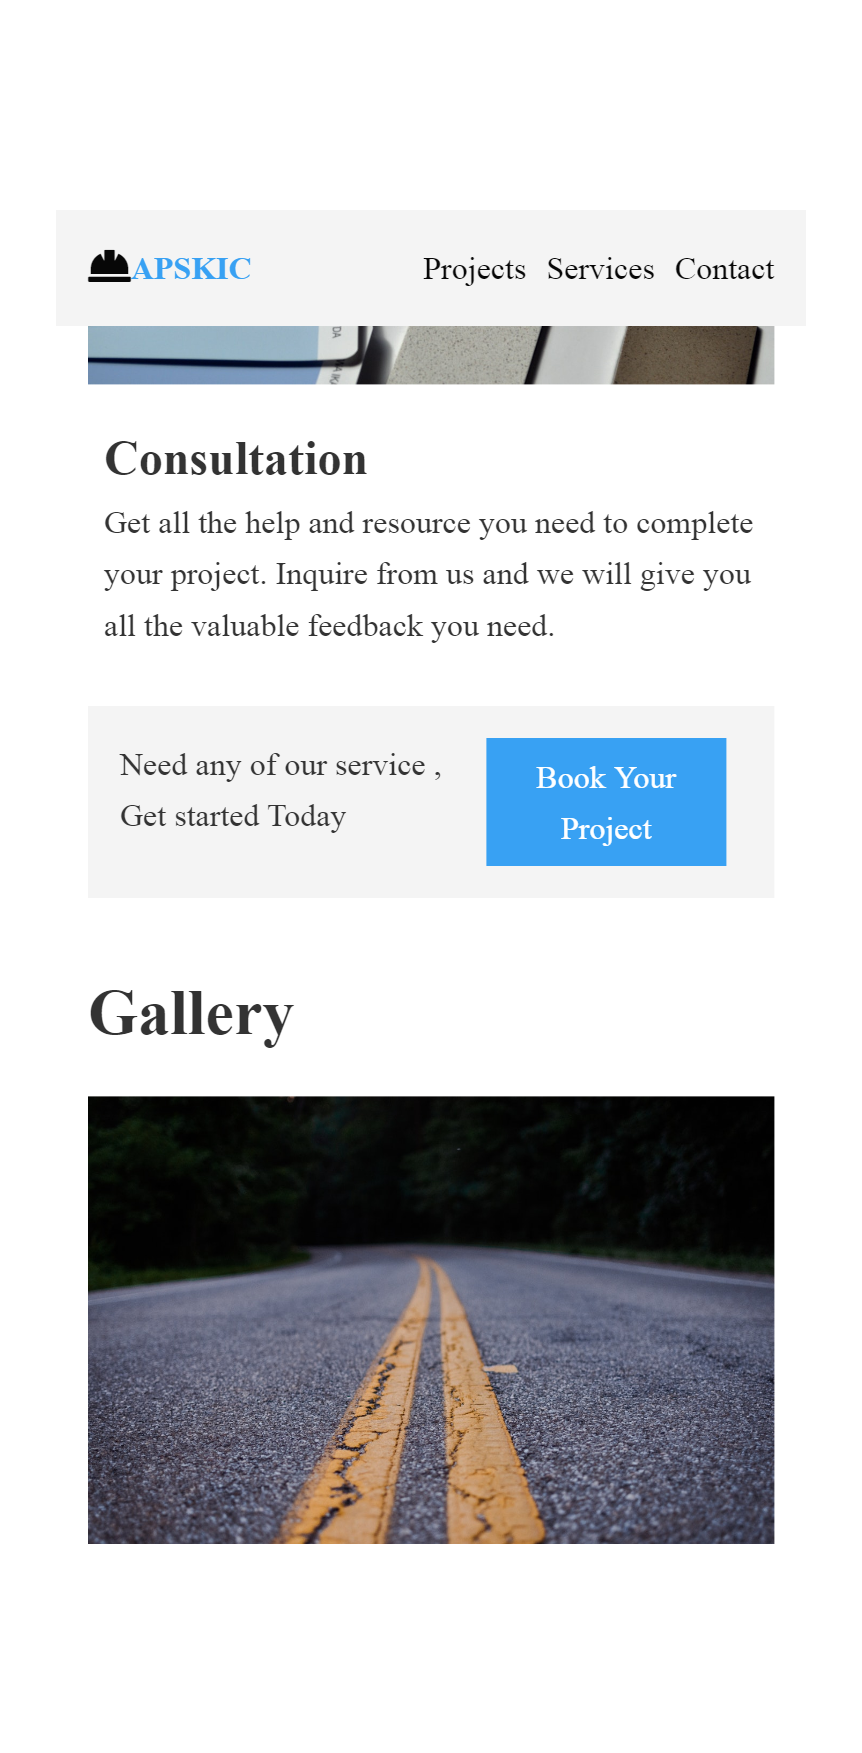 APSKIC Projects Services Contact
DA
Consultation
Get all the help and resource you need to complete
your project. Inquire from us and we will give you
all the valuable feedback you need.
Need any of our service ,
Get started Today
Book Your
Project
Gallery